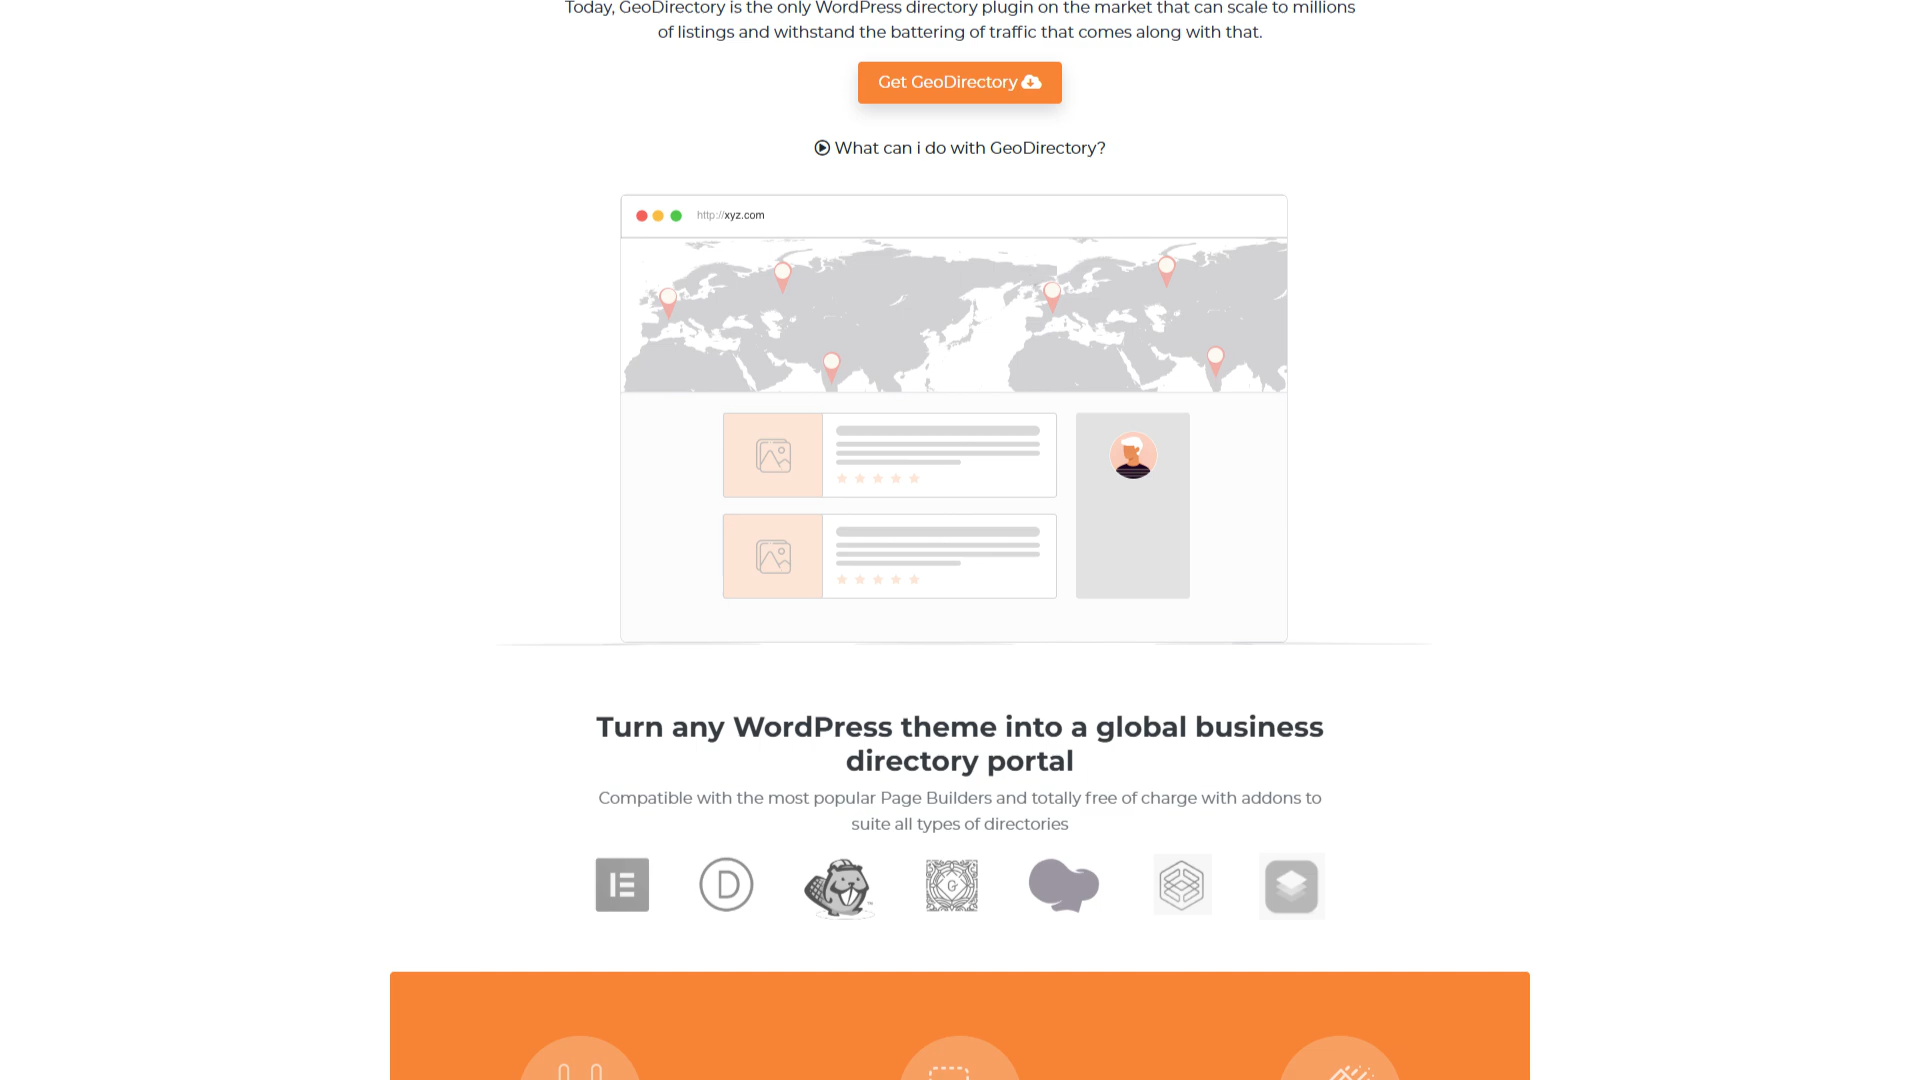 Today, GeoDirectory is the only WordPress directory plugin on the market that can scale to millions
of listings and withstand the battering of traffic that comes along with that.
Get GeoDirectory
What can i do with GeoDirectory?
http://xyz.com
Turn any WordPress theme into a global business
directory portal
Compatible with the most popular Page Builders and totally free of charge with addons to
suite all types of directories
D
G